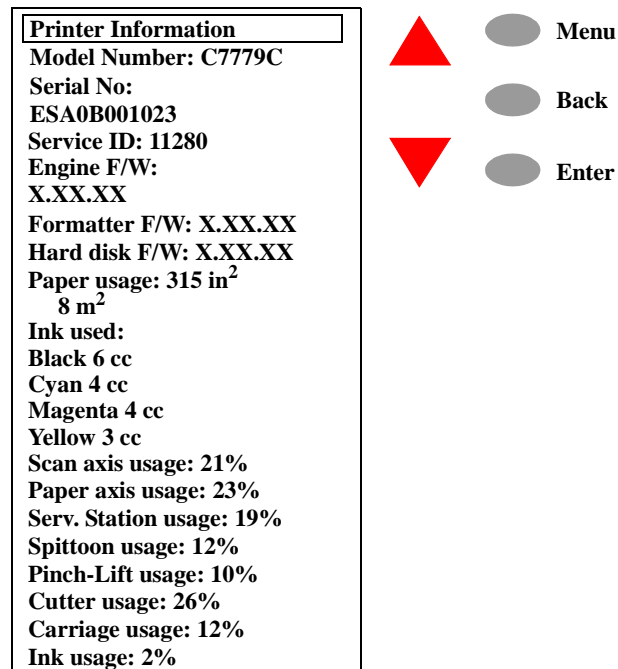 Printer Information
Model Number: C7779C
Serial No:
ESA0B001023
Service ID: 11280
Engine F/W:
X.XX.XX
Formatter F/W: X.XX.XX
Hard disk F/W: X.XX.XX
Paper usage: 315 in²
8 m²
Ink used:
Black 6 cc
Cyan 4 cc
Magenta 4 cc
Yellow 3 cc
Scan axis usage: 21%
Paper axis usage: 23%
Serv. Station usage: 19%
Spittoon usage: 12%
Pinch-Lift usage: 10%
Cutter usage: 26%
Carriage usage: 12%
Ink usage: 2%
Menu
Back
Enter